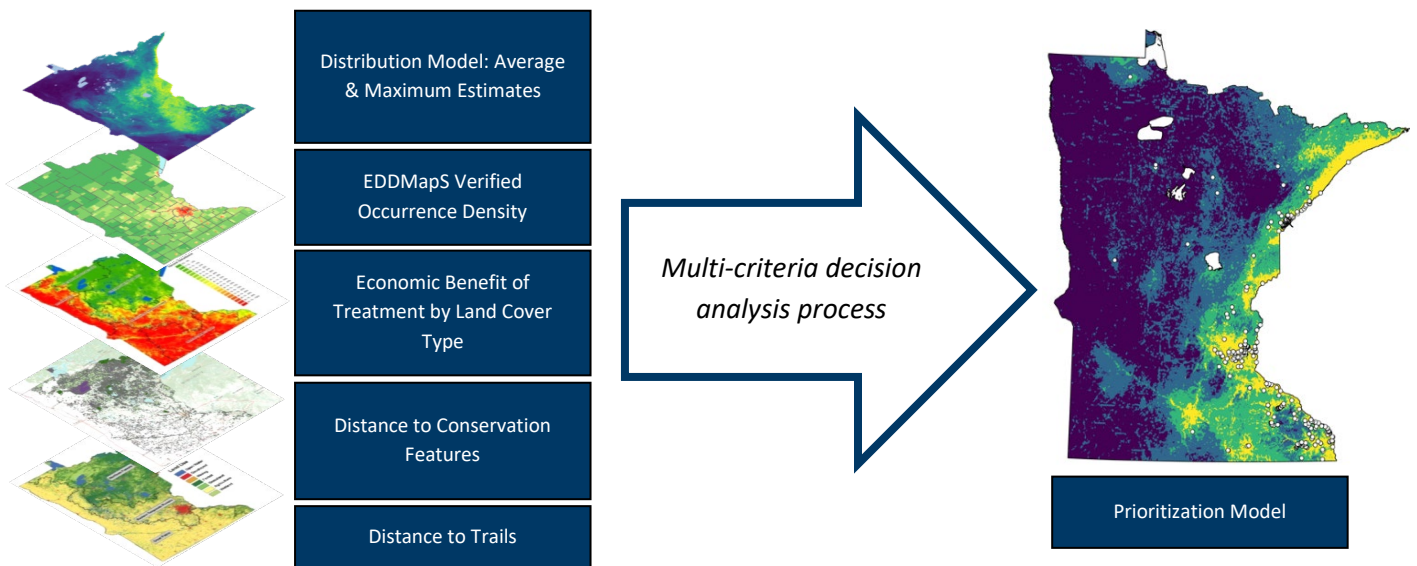 Distribution Model: Average
& Maximum Estimates
EDDMapS Verified
Occurrence Density
Economic Benefit of
Treatment by Land Cover
Type
Distance to Conservation
Features
Distance to Trails
Multi-criteria decision
analysis process
Prioritization Model